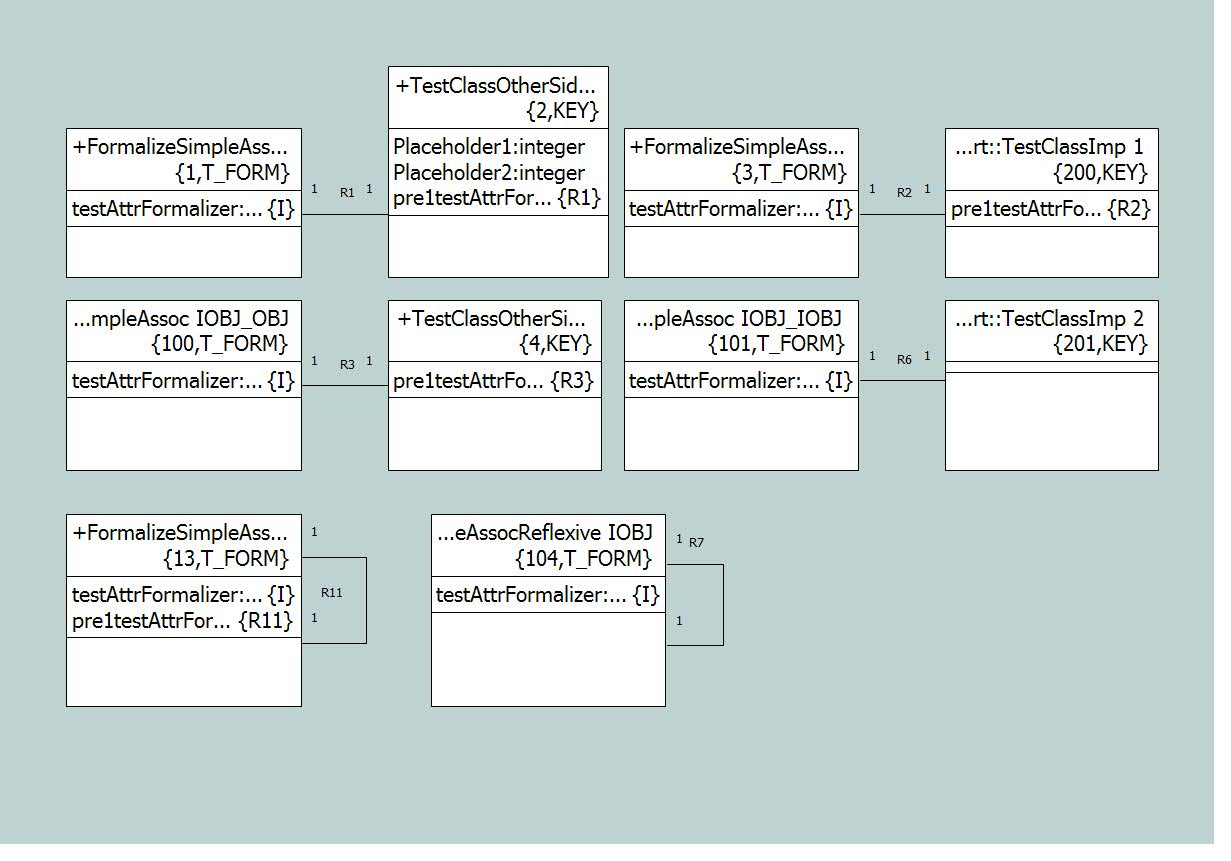 +TestClassOtherSid...
{2,KEY}
Placeholder1:integer
Placeholder2:integer
pre1testAttrFor... {R1}
+FormalizeSimpleAss...
{1,T_FORM}
testAttrFormalizer:... {I}
1 R1 1
+FormalizeSimpleAss...
{3,T_FORM}
testAttrFormalizer:... {I}
1 R2 1
...rt::TestClassImp 1
{200,KEY}
pre1testAttrFo... {R2}
...mpleAssoc IOBJ_OBJ
{100,T_FORM}
testAttrFormalizer:... {I}
1 R3 1
+TestClassOtherSi...
{4,KEY}
pre1testAttrFo... {R3}
...pleAssoc IOBJ_IOBJ
{101,T_FORM}
testAttrFormalizer:... {I}
1 R6 1
...rt::TestClassImp 2
{201,KEY}
+FormalizeSimpleAss...
{13,T_FORM}
testAttrFormalizer:... {I}
pre1testAttrFor... {R11}
1
R11
1
...eAssocReflexive IOBJ
{104,T_FORM}
testAttrFormalizer:... {I}
1 R7
1